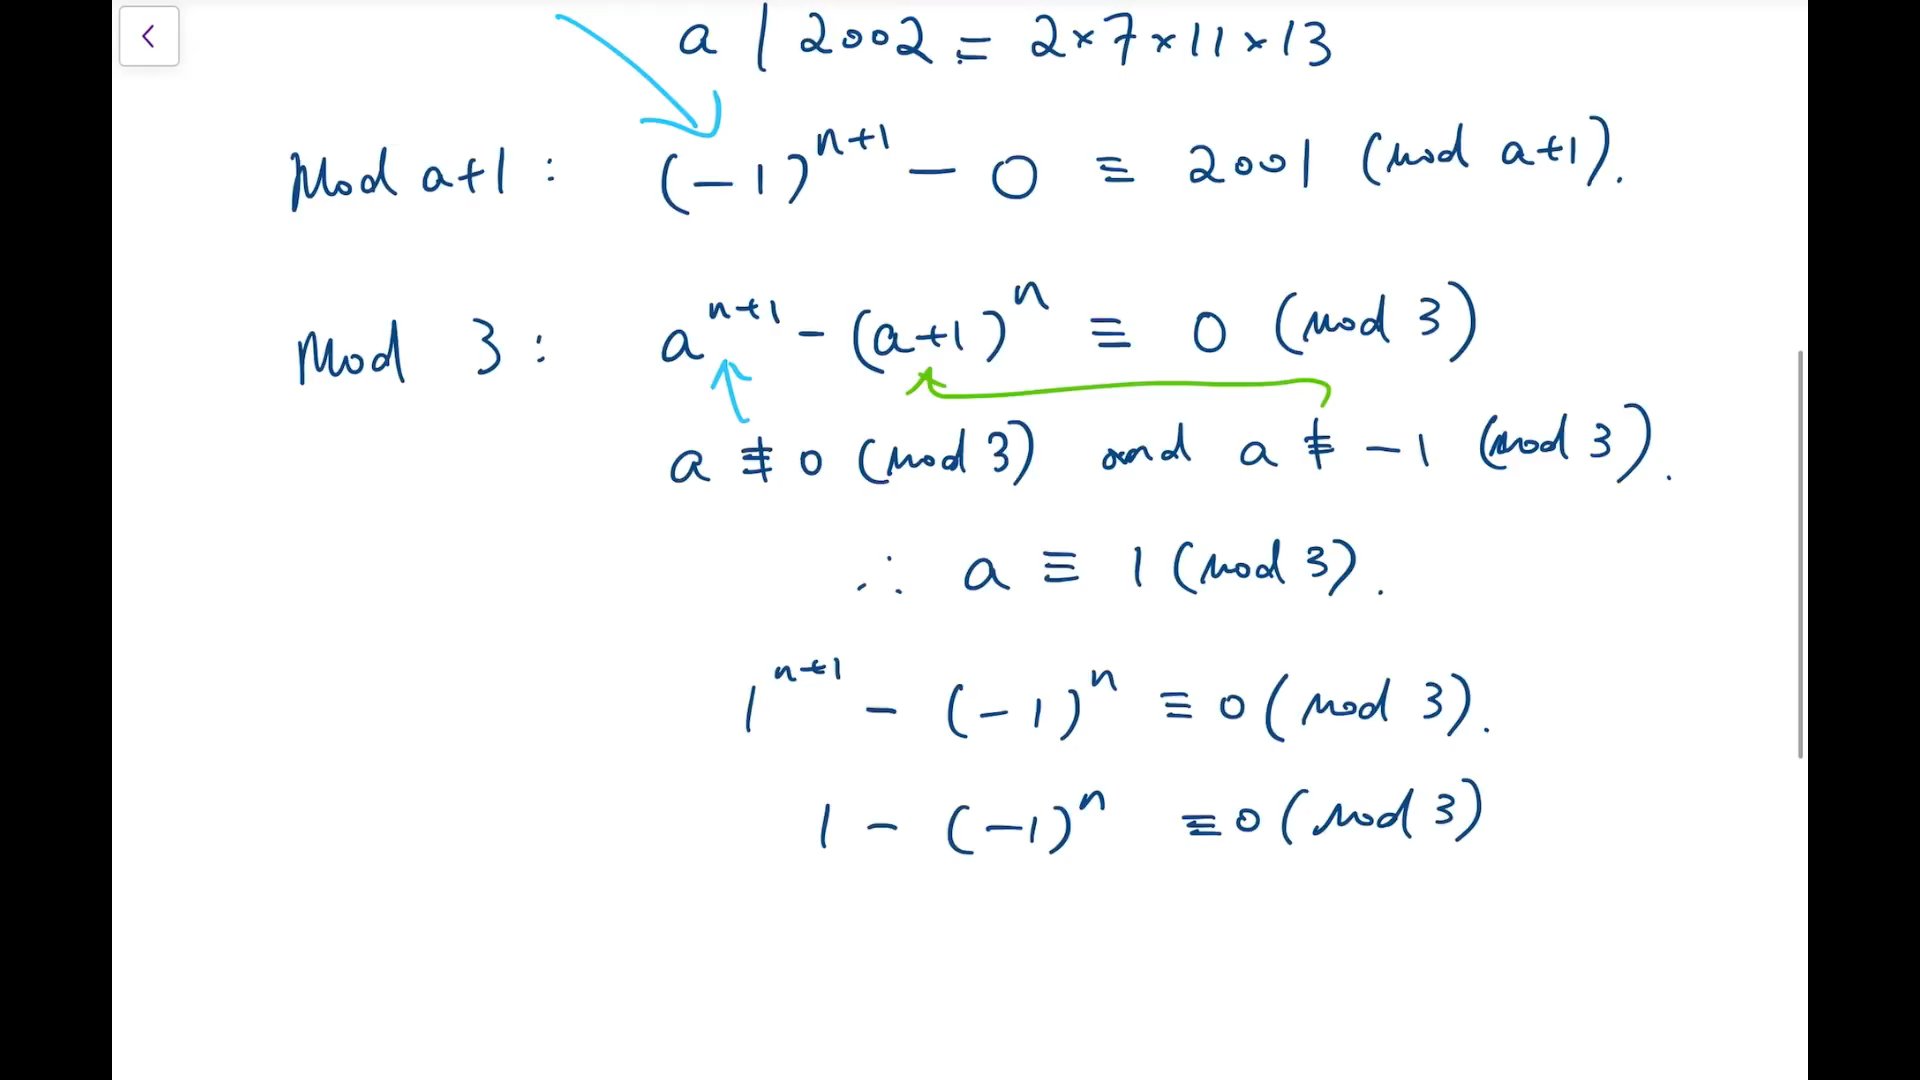 a | 2002 = 2×7×11×13
Mod a+1 : (-1)^{n+1} - 0 ≡ 2001 (mod a+1).
Mod 3 : a^{n+1} - (a+1)^n ≡ 0 (mod 3)
a ≢ 0 (mod 3) and a ≢ -1 (mod 3).
∴ a ≡ 1 (mod 3).
1^{n+1} - (-1)^n ≡ 0 (mod 3).
1 - (-1)^n ≡ 0 (mod 3)